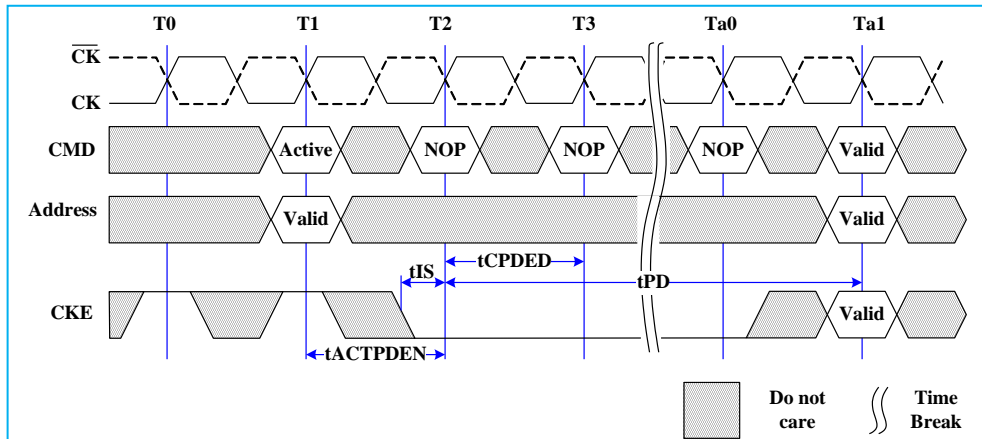 T0 T1 T2 T3 Ta0 Ta1
CK
CK
CMD Active NOP NOP NOP Valid
Address Valid Valid
tCPDED
tIS tPD
CKE Valid
tACTPDEN
Do not care
Time Break